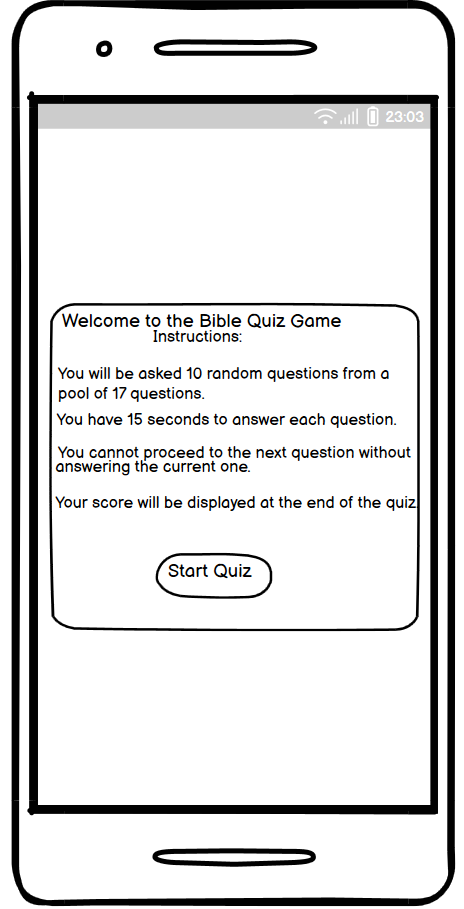 23:03
Welcome to the Bible Quiz Game
Instructions:
You will be asked 10 random questions from a
pool of 17 questions.
You have 15 seconds to answer each question.
You cannot proceed to the next question without
answering the current one.
Your score will be displayed at the end of the quiz.
Start Quiz